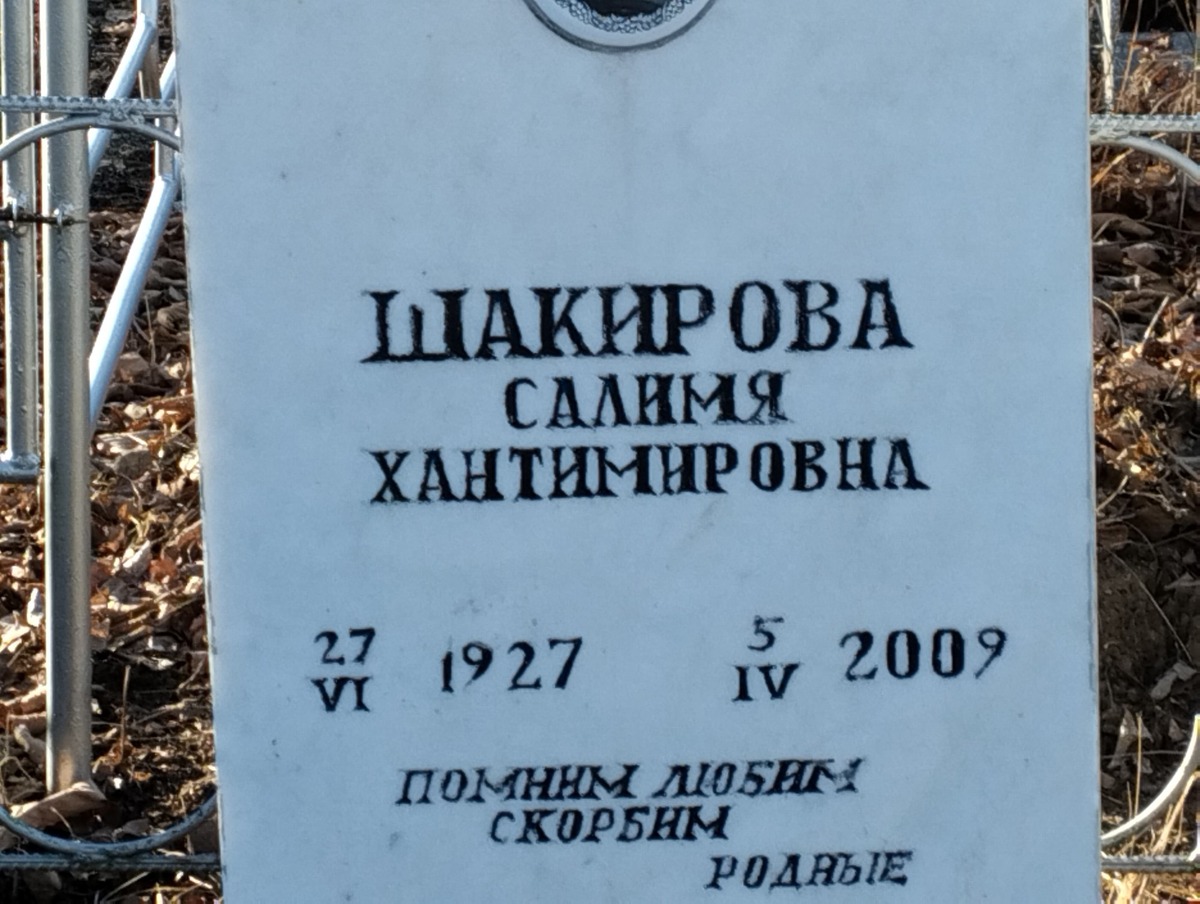 ШАКИРОВА
САЛИМЯ
ХАНТИМИРОВНА
27 1927 5 2009
VI IV
ПОМНИМ ЛЮБИМ
СКОРБИМ
РОДНЫЕ